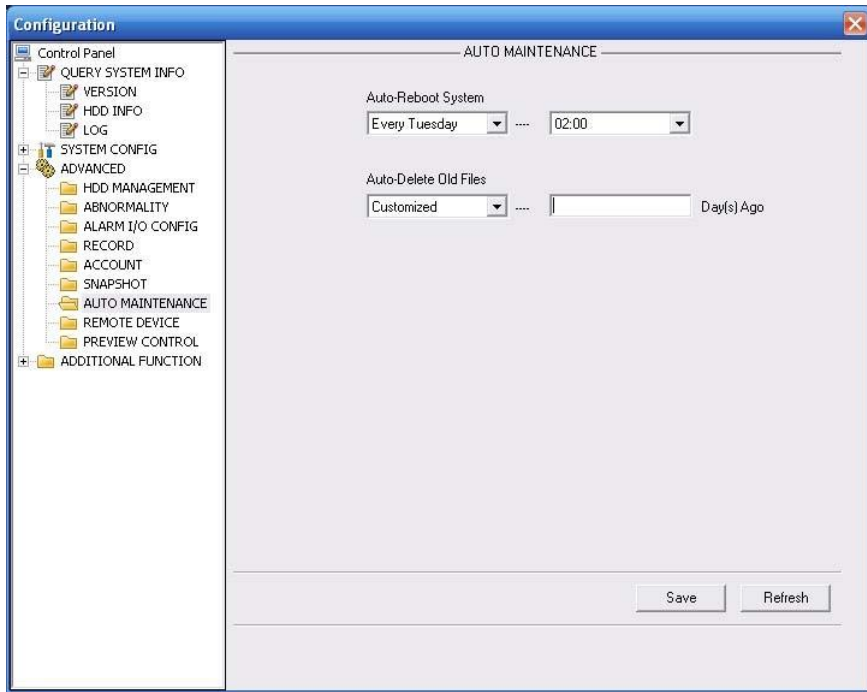 Configuration
Control Panel
QUERY SYSTEM INFO
VERSION
HDD INFO
LOG
SYSTEM CONFIG
ADVANCED
HDD MANAGEMENT
ABNORMALITY
ALARM I/O CONFIG
RECORD
ACCOUNT
SNAPSHOT
AUTO MAINTENANCE
REMOTE DEVICE
PREVIEW CONTROL
ADDITIONAL FUNCTION
AUTO MAINTENANCE
Auto-Reboot System
Every Tuesday ---- 02:00
Auto-Delete Old Files
Customized ---- Day(s) Ago
Save Refresh